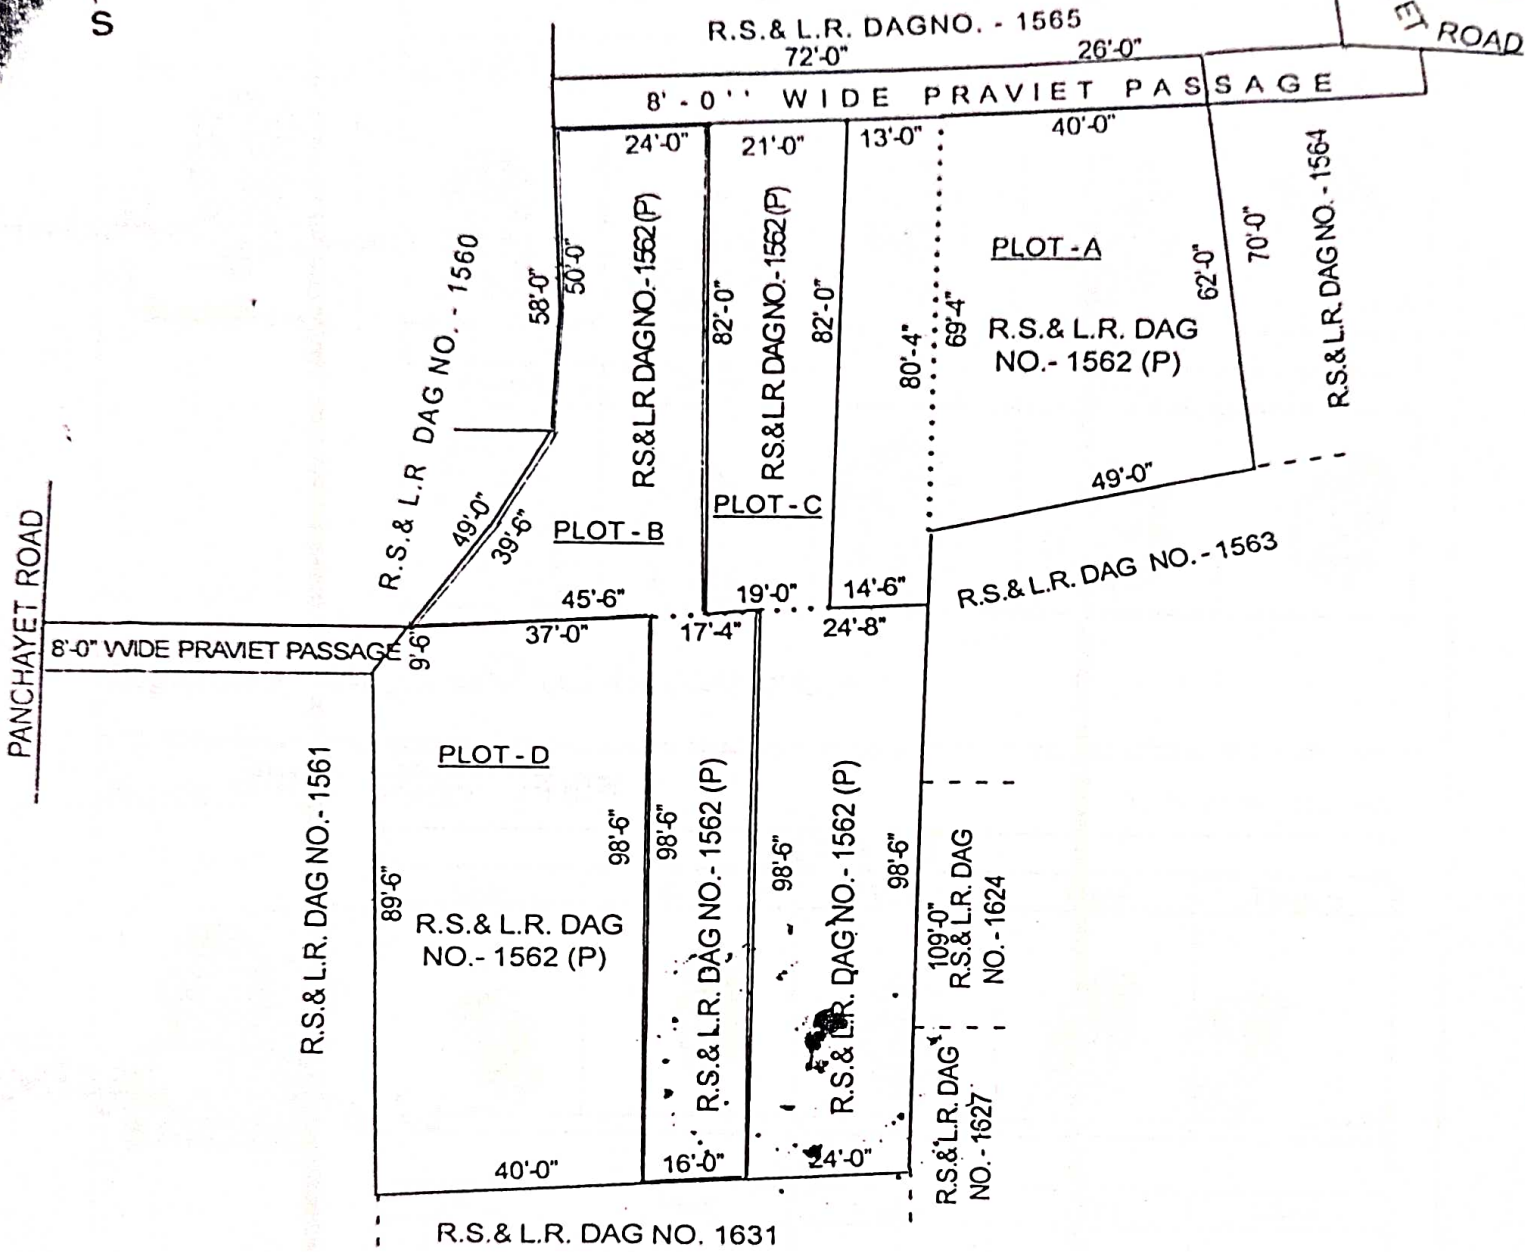 S
R.S.& L.R. DAGNO. - 1565
ET ROAD
72'-0"
26'-0"
8'-0'' WIDE PRAVIET PASSAGE
24'-0"
21'-0"
13'-0"
40'-0"
R.S.& L.R DAG NO. - 1560
58'-0"
50'-0"
R.S.&L.R DAGNO.-1562(P)
82'-0"
R.S.&L.R DAGNO.-1562(P)
82'-0"
80'-4"
69'-4"
PLOT -A
R.S.& L.R. DAG
NO.- 1562 (P)
62'-0"
70'-0"
R.S.& L.R. DAG NO. - 1564
49'-0"
R.S.& L.R. DAG NO. - 1563
49'-0"
39'-6"
PLOT - B
PLOT - C
45'-6"
19'-0"
14'-6"
PANCHAYET ROAD
8'-0" WIDE PRAVIET PASSAGE
9'-6"
37'-0"
17'-4"
24'-8"
PLOT - D
R.S.& L.R. DAG NO.- 1561
89'-6"
R.S.& L.R. DAG
NO.- 1562 (P)
98'-6"
98'-6"
R.S.& L.R. DAG NO.- 1562 (P)
98'-6"
R.S.& L.R. DAG NO.- 1562 (P)
98'-6"
109'-0"
R.S.& L.R. DAG
NO. - 1624
R.S.& L.R. DAG
NO. - 1627
40'-0"
16'-0"
24'-0"
R.S.& L.R. DAG NO. 1631